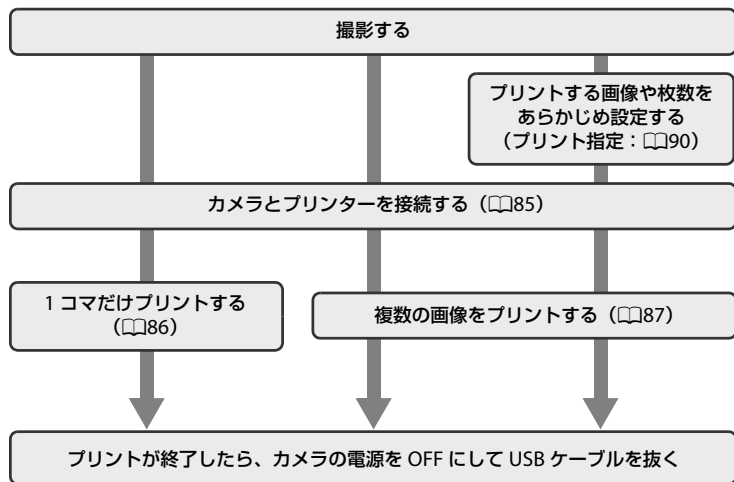 撮影する
プリントする画像や枚数を
あらかじめ設定する
（プリント指定：📖90）
カメラとプリンターを接続する（📖85）
1 コマだけプリントする
（📖86）
複数の画像をプリントする（📖87）
プリントが終了したら、カメラの電源を OFF にして USB ケーブルを抜く